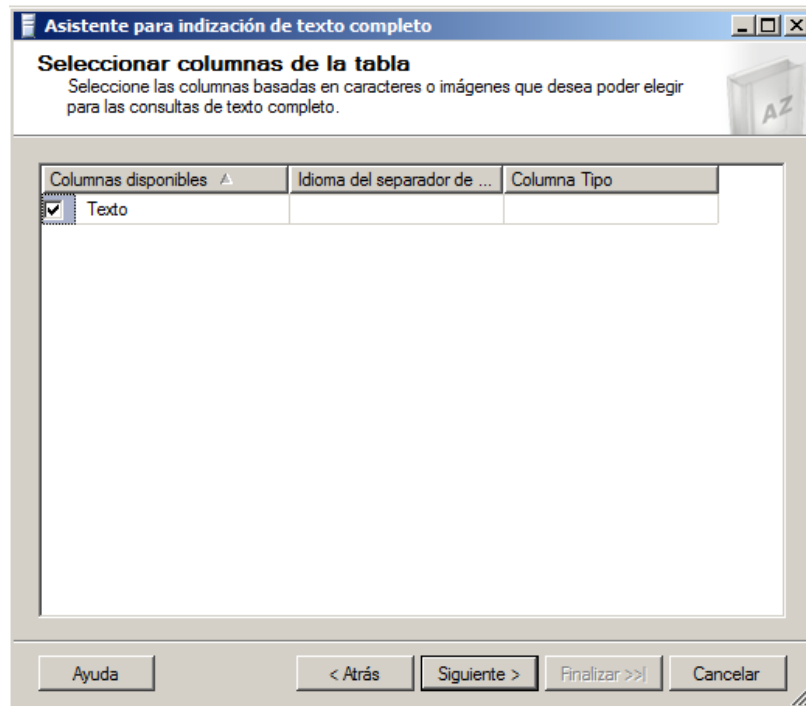 Asistente para indización de texto completo
Seleccionar columnas de la tabla
Seleccione las columnas basadas en caracteres o imágenes que desea poder elegir
para las consultas de texto completo.
AZ
Columnas disponibles Idioma del separador de ... Columna Tipo
Texto
Ayuda < Atrás Siguiente > Finalizar >>| Cancelar